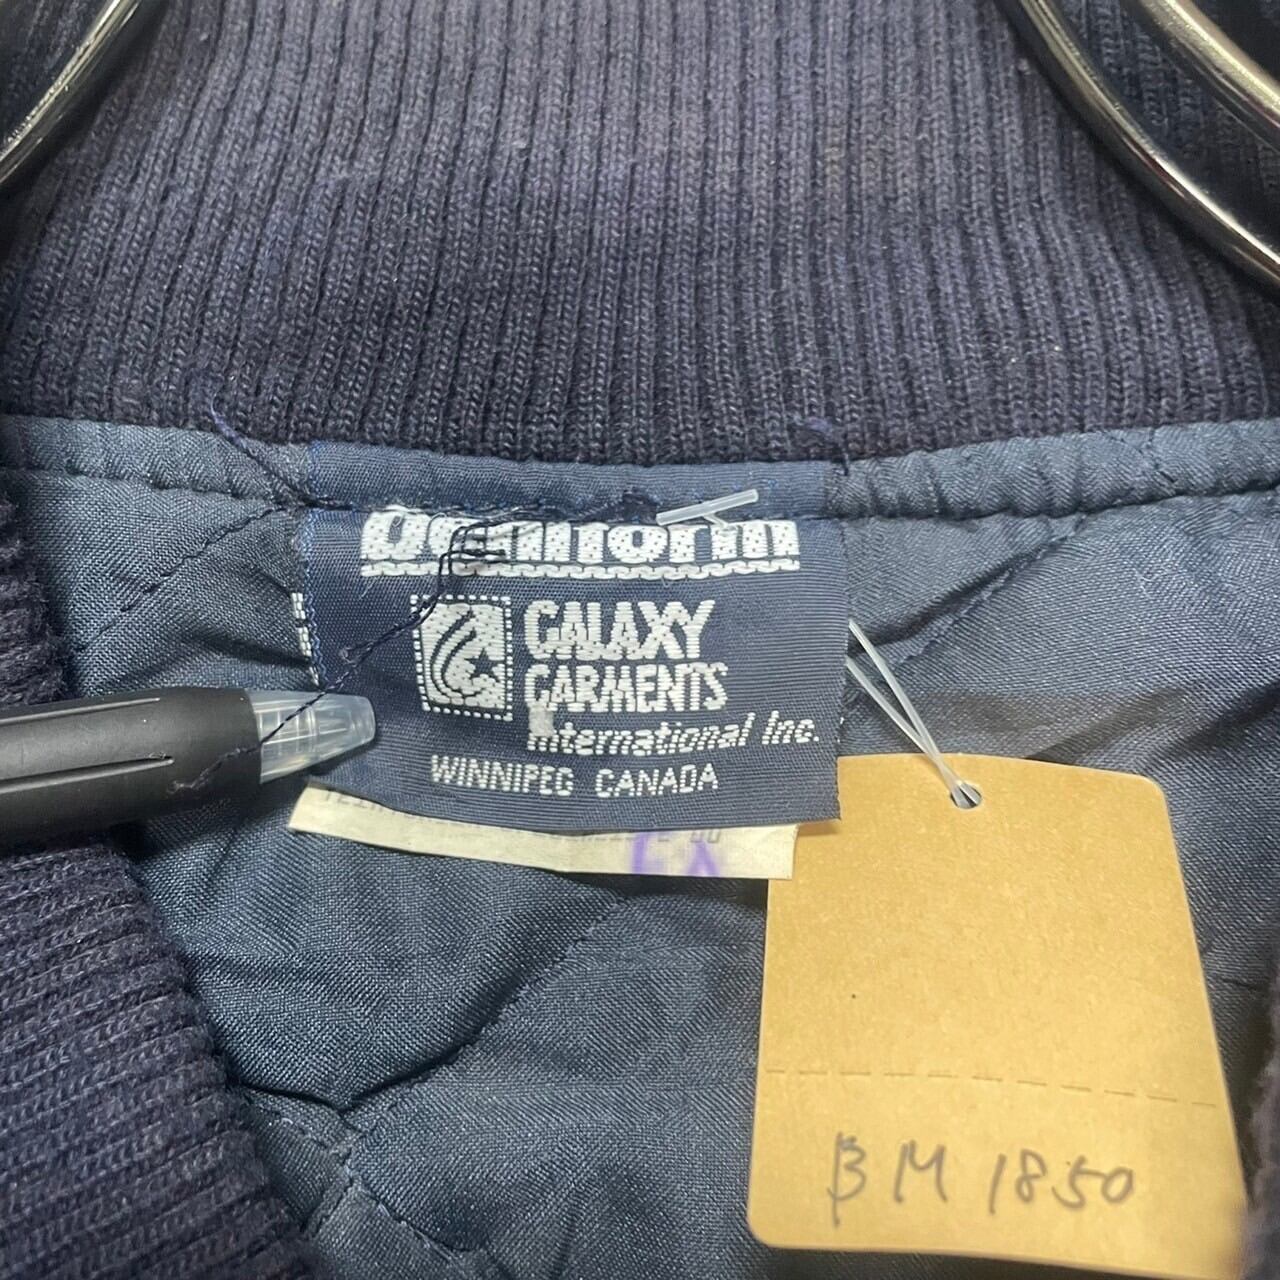 GALAXY
GARMENTS
International Inc.
WINNIPEG CANADA
BM 1850